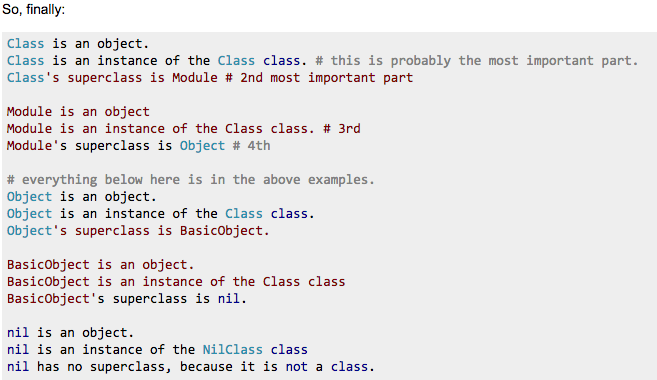 So, finally:
Class is an object.
Class is an instance of the Class class. # this is probably the most important part.
Class's superclass is Module # 2nd most important part
Module is an object
Module is an instance of the Class class. # 3rd
Module's superclass is Object # 4th
# everything below here is in the above examples.
Object is an object.
Object is an instance of the Class class.
Object's superclass is BasicObject.
BasicObject is an object.
BasicObject is an instance of the Class class
BasicObject's superclass is nil.
nil is an object.
nil is an instance of the NilClass class
nil has no superclass, because it is not a class.